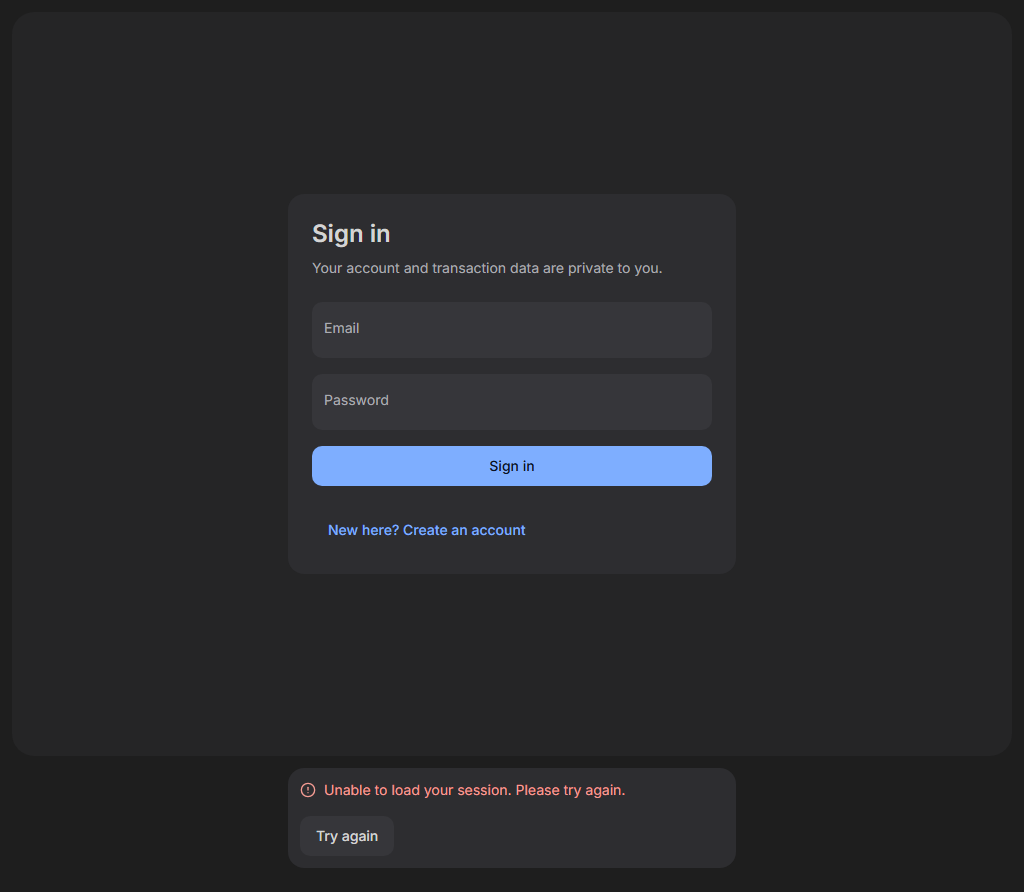 Sign in
Your account and transaction data are private to you.
Email
Password
Sign in
New here? Create an account
Unable to load your session. Please try again.
Try again